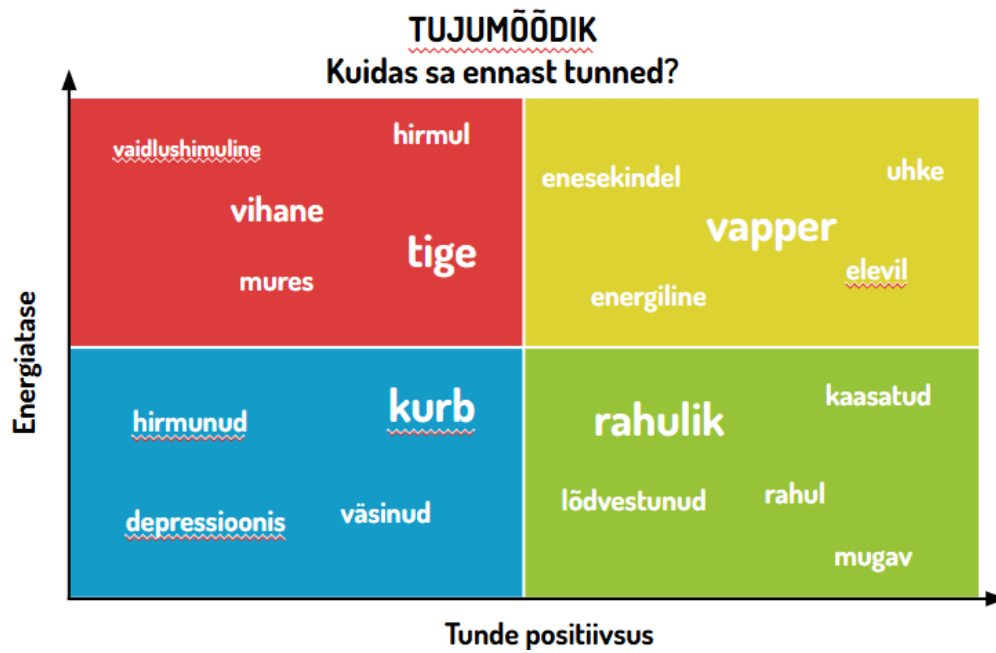 TUJUMÕÕDIK
Kuidas sa ennast tunned?
vaidlushimuline
hirmul
vihane
tige
mures
enesekindel
uhke
vapper
elevil
energiline
Energiatase
hirmunud
kurb
depressioonis
väsinud
rahulik
kaasatud
lõdvestunud
rahul
mugav
Tunde positiivsus